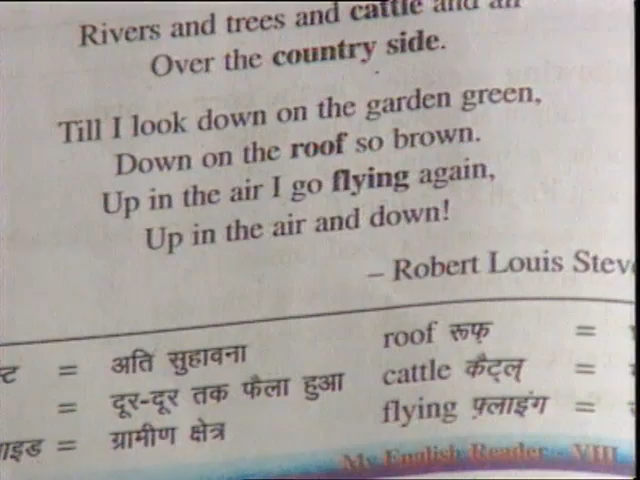 Rivers and trees and cattle and all
Over the country side.
Till I look down on the garden green,
Down on the roof so brown.
Up in the air I go flying again,
Up in the air and down!
– Robert Louis
= अति सुहावना
= दूर-दूर तक फैला हुआ
= ग्रामीण क्षेत्र
roof रूफ़ =
cattle कैट्ल् =
flying फ़्लाइंग =
My English Reader - VIII